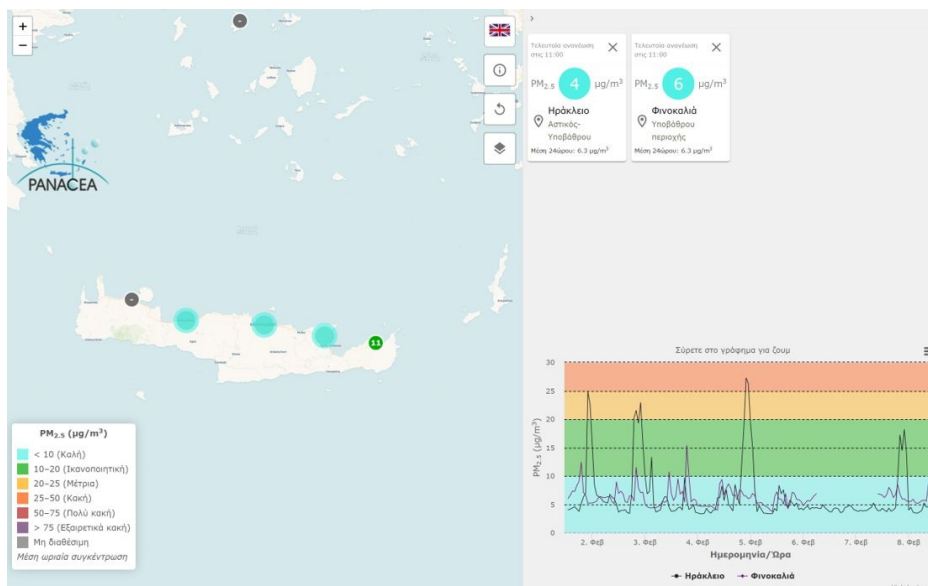 +
−
-
PANACEA
-
11
PM2.5 (μg/m³)
< 10 (Καλή)
10–20 (Ικανοποιητική)
20–25 (Μέτρια)
25–50 (Κακή)
50–75 (Πολύ κακή)
> 75 (Εξαιρετικά κακή)
Μη διαθέσιμη
Μέση ωριαία συγκέντρωση
Τελευταία ανανέωση
στις 11:00
PM2.5 4 μg/m³
Ηράκλειο
Αστικός-
Υποβάθρου
Μέση 24ώρου: 6.3 μg/m³
Τελευταία ανανέωση
στις 11:00
PM2.5 6 μg/m³
Φινοκαλιά
Υποβάθρου
περιοχής
Μέση 24ώρου: 6.3 μg/m³
Σύρετε στο γράφημα για ζουμ
PM2.5 (μg/m³)
30
25
20
15
10
5
0
2. Φεβ 3. Φεβ 4. Φεβ 5. Φεβ 6. Φεβ 7. Φεβ 8. Φεβ
Ημερομηνία/Ώρα
Ηράκλειο Φινοκαλιά